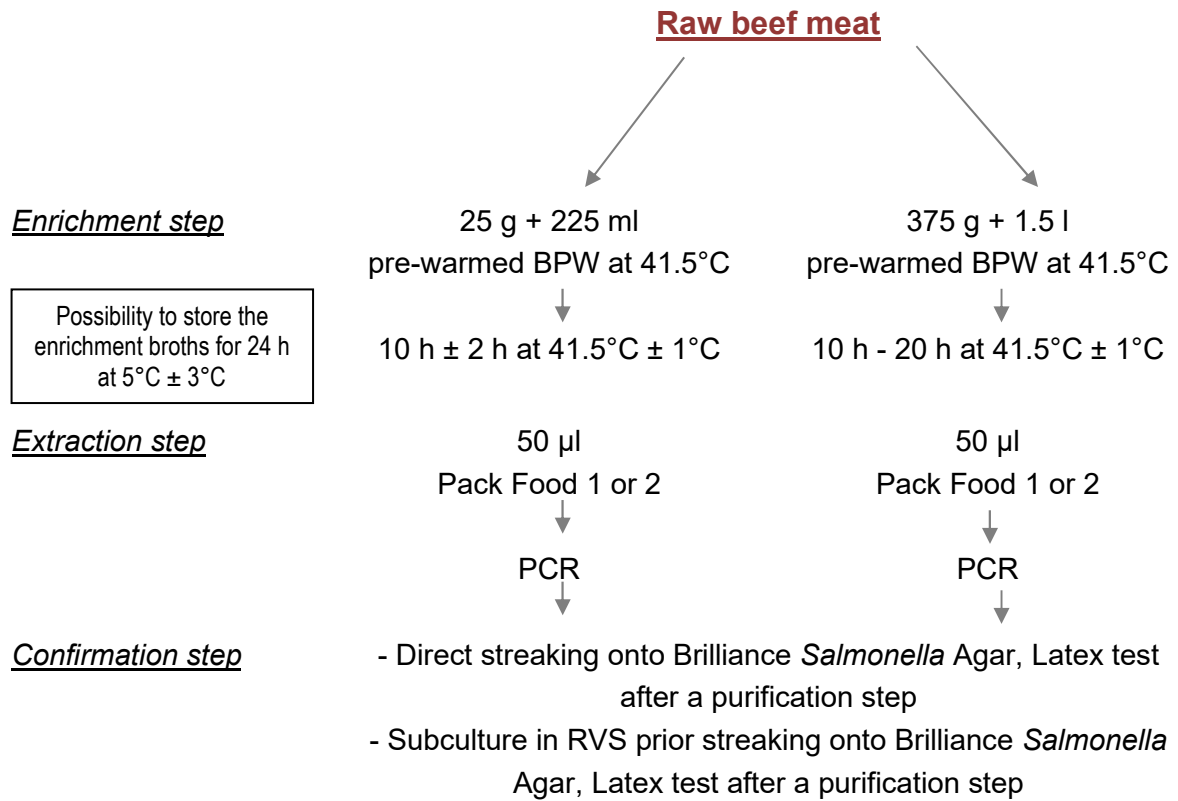 Raw beef meat
Enrichment step
25 g + 225 ml
pre-warmed BPW at 41.5°C
375 g + 1.5 l
pre-warmed BPW at 41.5°C
Possibility to store the
enrichment broths for 24 h
at 5°C ± 3°C
10 h ± 2 h at 41.5°C ± 1°C
10 h - 20 h at 41.5°C ± 1°C
Extraction step
50 µl
Pack Food 1 or 2
50 µl
Pack Food 1 or 2
PCR
PCR
Confirmation step
- Direct streaking onto Brilliance Salmonella Agar, Latex test
after a purification step
- Subculture in RVS prior streaking onto Brilliance Salmonella
Agar, Latex test after a purification step